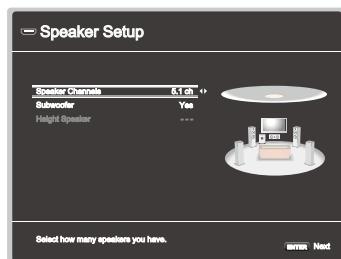 Speaker Setup
Speaker Channels 5.1 ch
Subwoofer Yes
Height Speaker ---
Select how many speakers you have.
ENTER Next